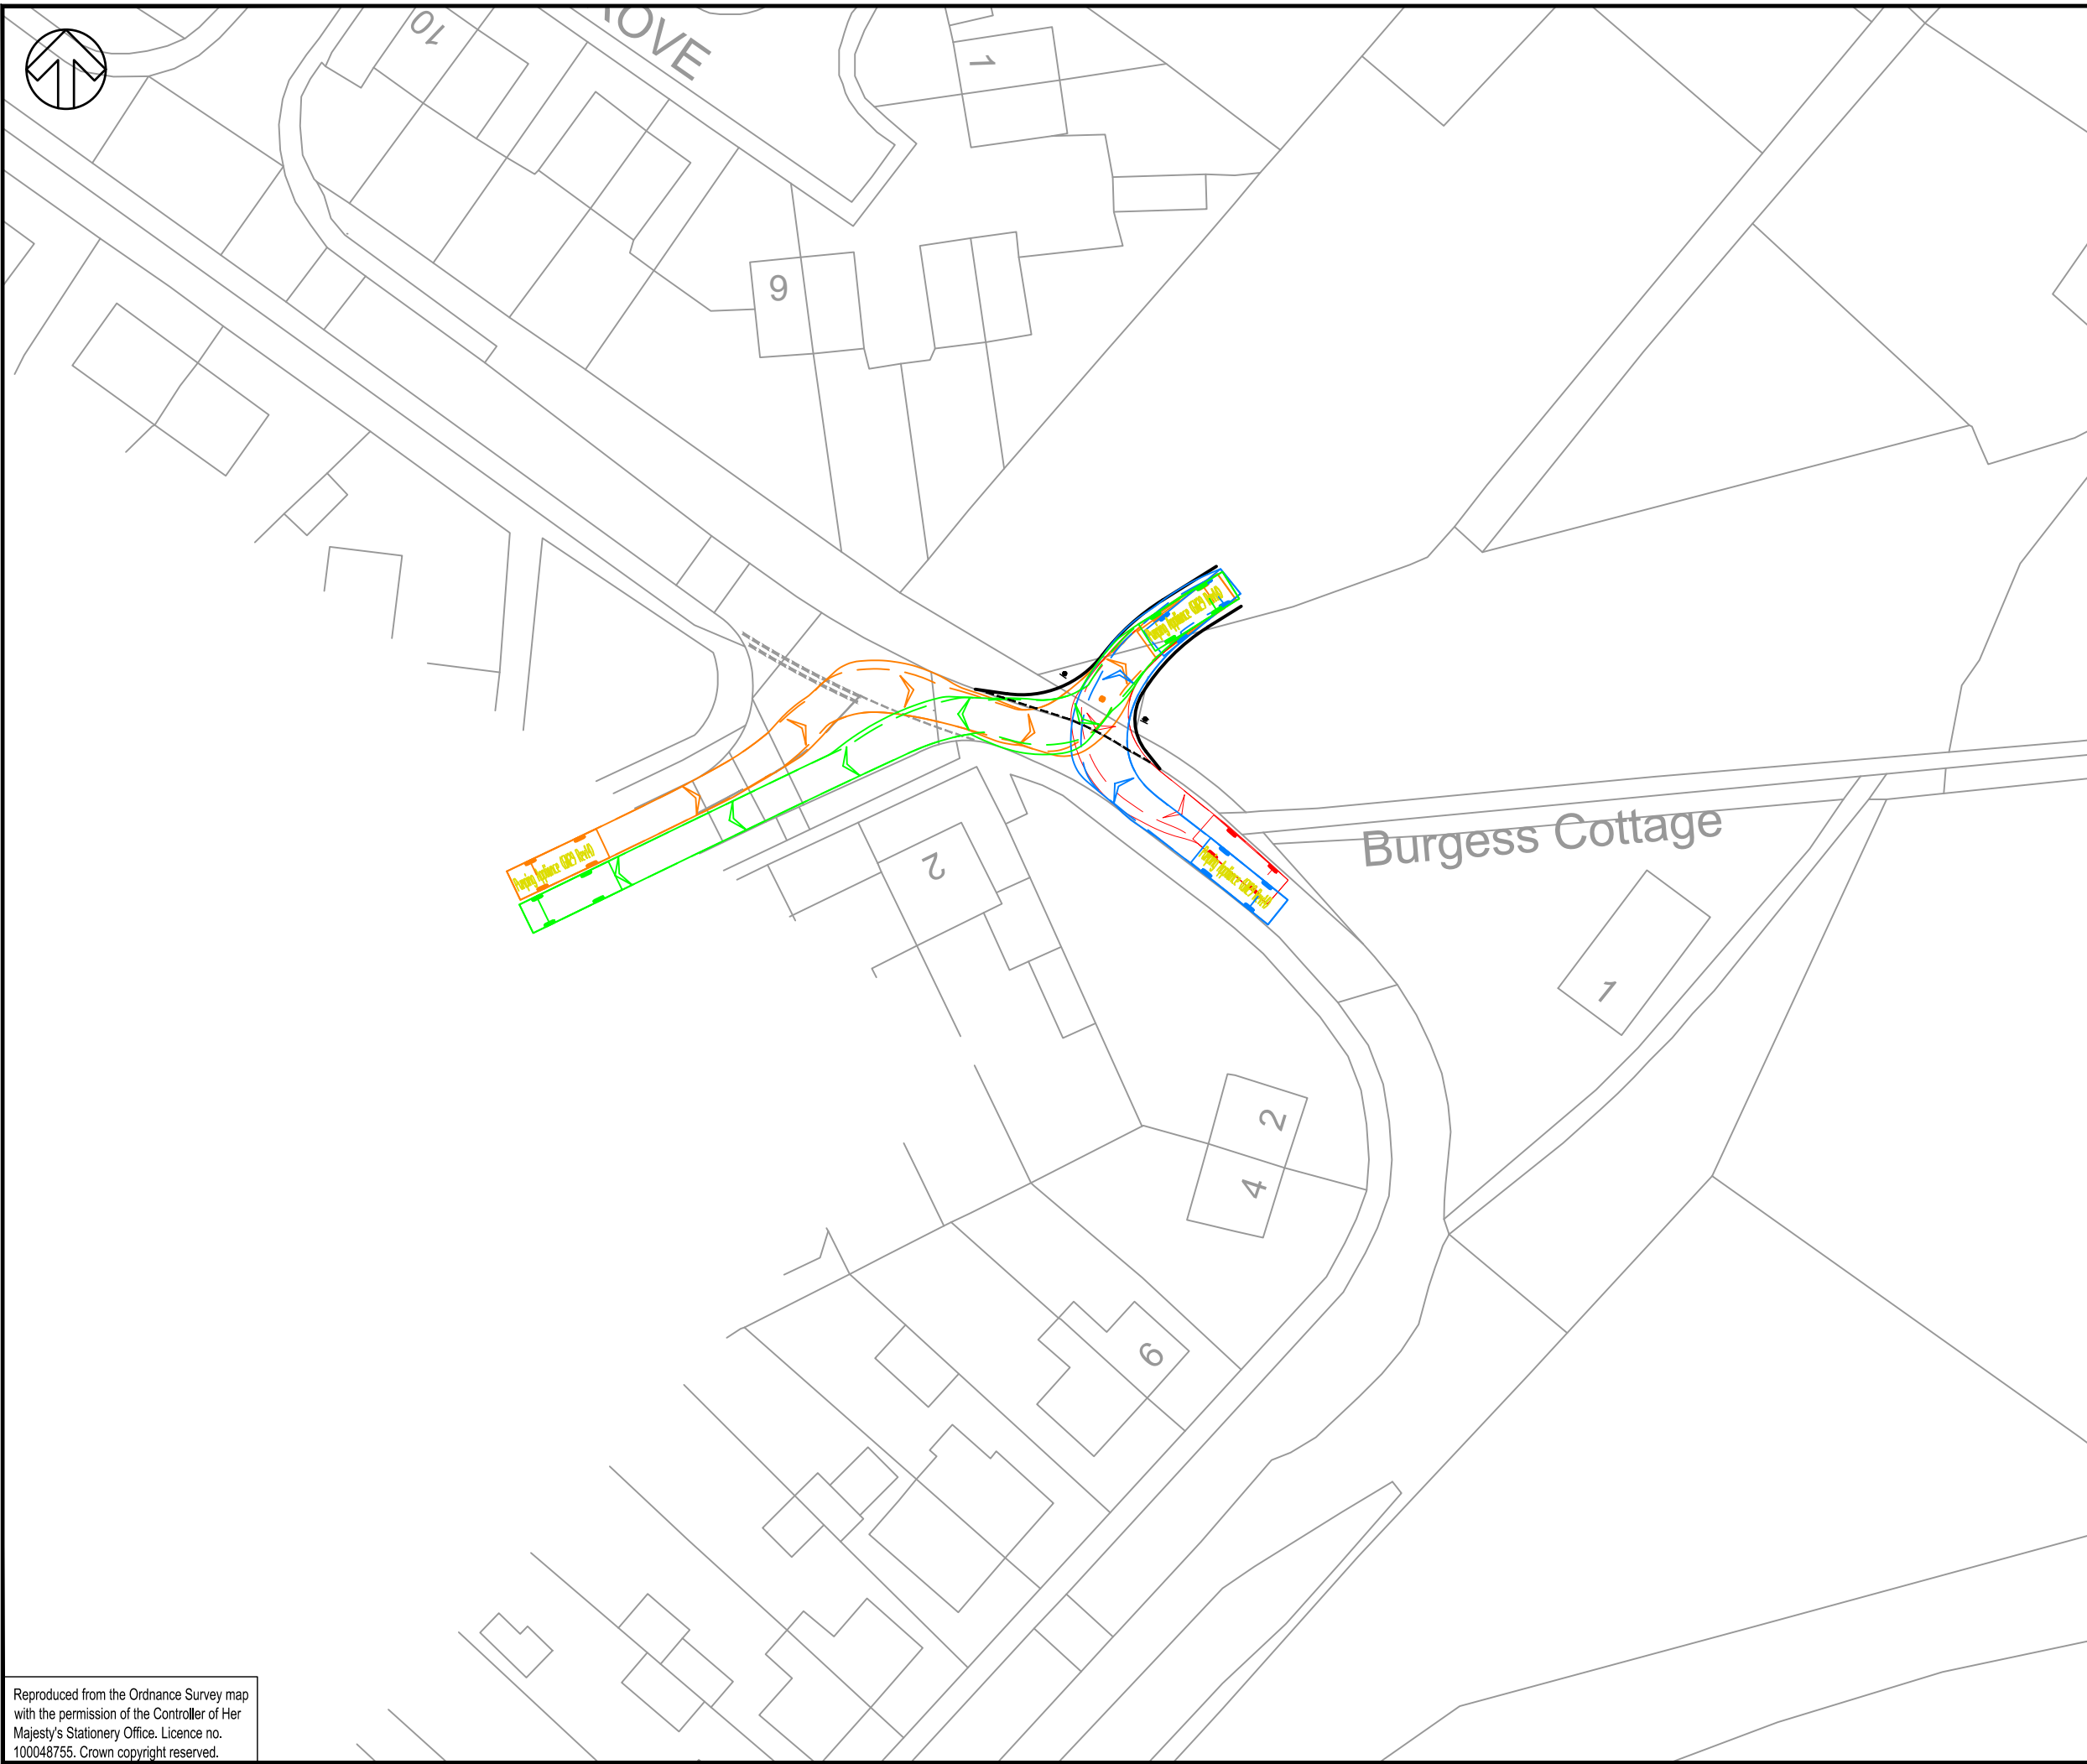 10
OVE
1
6
Burgess Cottage
2
1
2
4
6
Reproduced from the Ordnance Survey map
with the permission of the Controller of Her
Majesty's Stationery Office. Licence no.
100048755. Crown copyright reserved.